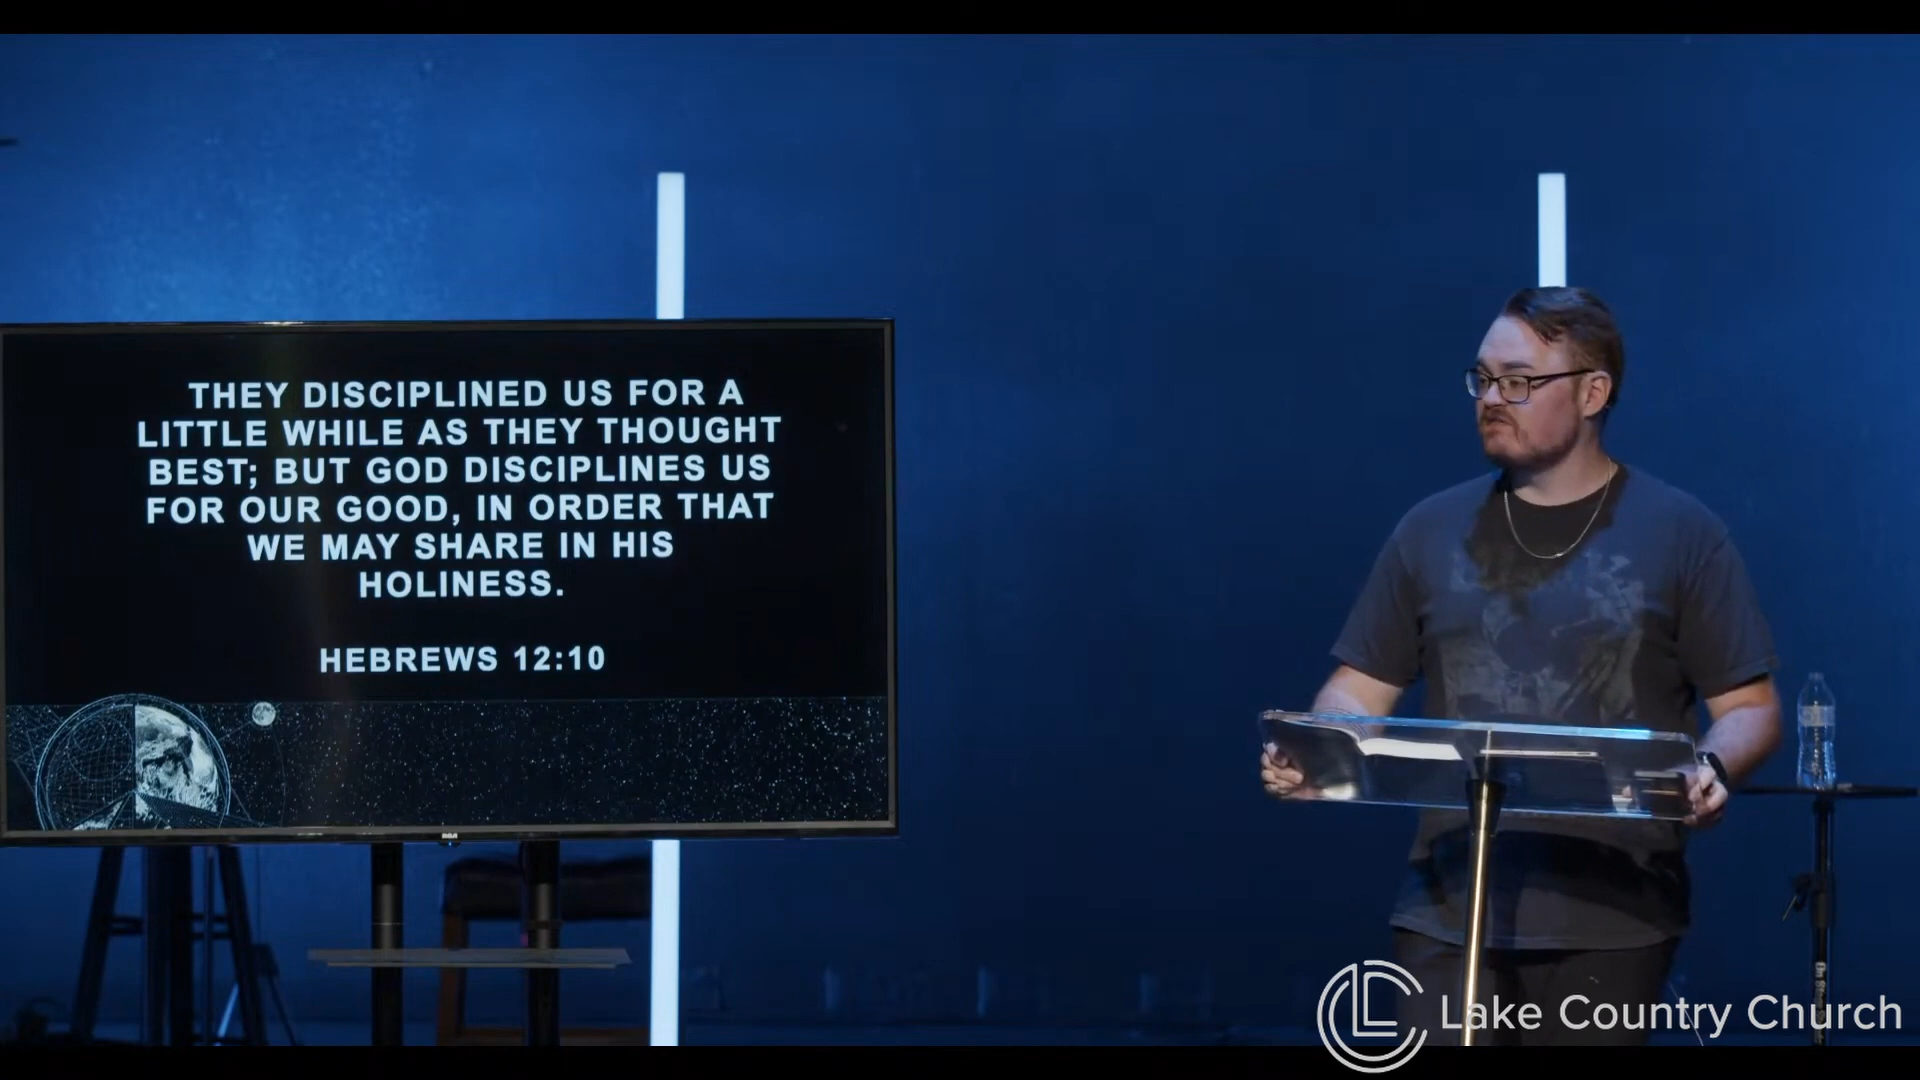 THEY DISCIPLINED US FOR A
LITTLE WHILE AS THEY THOUGHT
BEST; BUT GOD DISCIPLINES US
FOR OUR GOOD, IN ORDER THAT
WE MAY SHARE IN HIS
HOLINESS.
HEBREWS 12:10
RCA
Lake Country Church